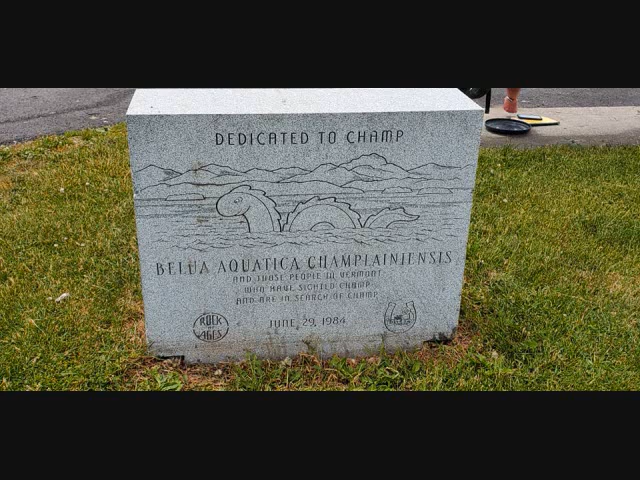 DEDICATED TO CHAMP
BELUA AQUATICA CHAMPLAINIENSIS
AND THOSE PEOPLE IN VERMONT
WHO HAVE SIGHTED CHAMP
AND ARE IN SEARCH OF CHAMP
ROCK
of
AGES
JUNE 29, 1984